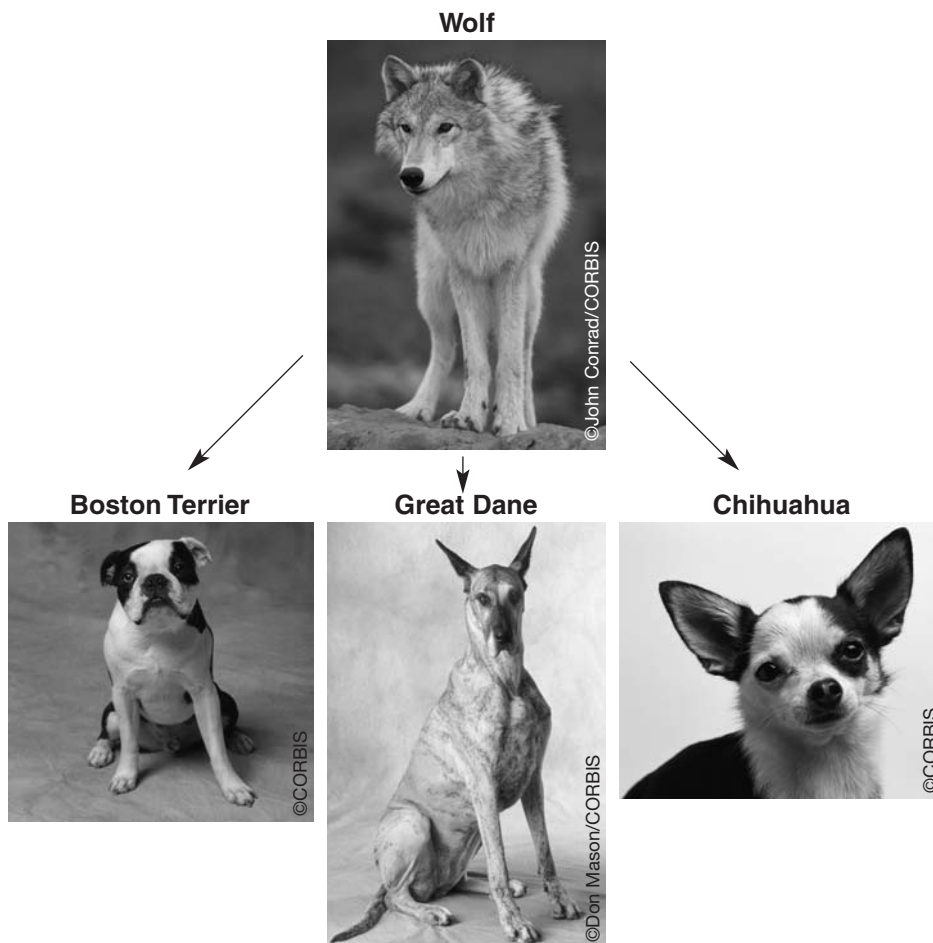 Wolf
©John Conrad/CORBIS
Boston Terrier
Great Dane
Chihuahua
©CORBIS
©Don Mason/CORBIS
©CORBIS